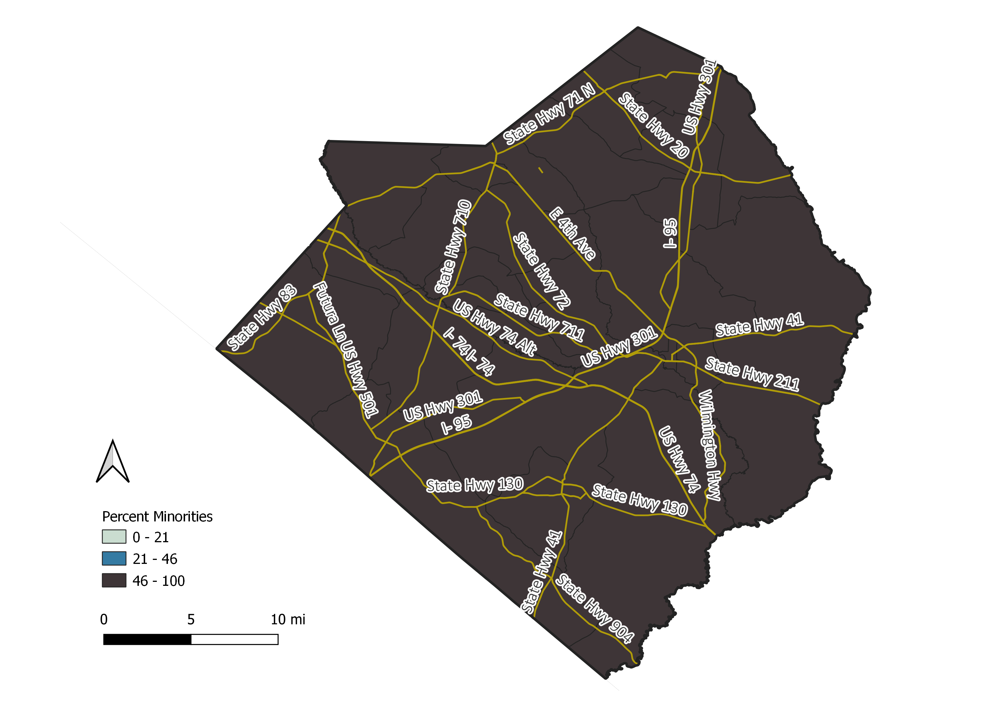 US Hwy 301
State Hwy 71 N
State Hwy 20
State Hwy 710
E 4th Ave
I- 95
State Hwy 72
State Hwy 83
Futura Ln US Hwy 501
State Hwy 711
US Hwy 74 Alt
I- 74 I- 74
US Hwy 301
State Hwy 41
State Hwy 211
US Hwy 301
I- 95
Wilmington Hwy
US Hwy 74
State Hwy 130
State Hwy 130
State Hwy 41
State Hwy 904
Percent Minorities
0 - 21
21 - 46
46 - 100
0 5 10 mi